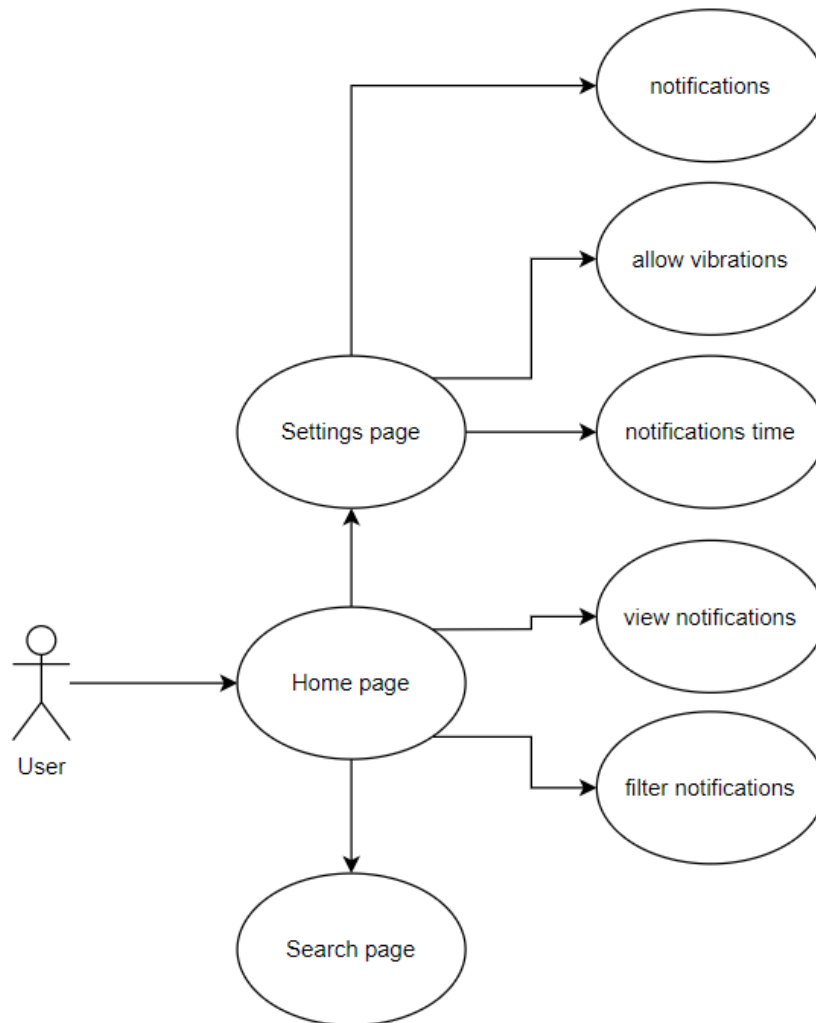 notifications
allow vibrations
Settings page
notifications time
view notifications
Home page
User
filter notifications
Search page